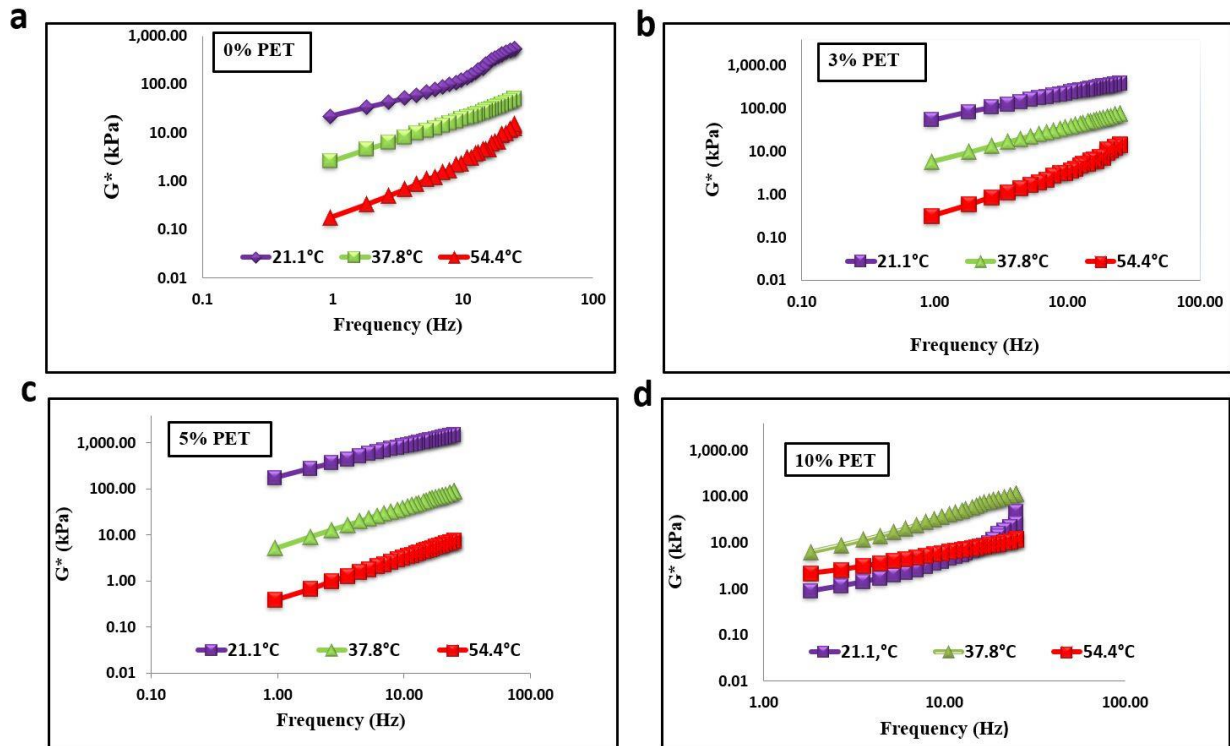 a
0% PET
G* (kPa)
1,000.00
100.00
10.00
1.00
0.10
0.01
21.1°C 37.8°C 54.4°C
0.1 1 10 100
Frequency (Hz)
b
3% PET
G* (kPa)
1,000.00
100.00
10.00
1.00
0.10
0.01
21.1°C 37.8°C 54.4°C
0.10 1.00 10.00 100.00
Frequency (Hz)
c
5% PET
G* (kPa)
1,000.00
100.00
10.00
1.00
0.10
0.01
21.1°C 37.8°C 54.4°C
0.10 1.00 10.00 100.00
Frequency (Hz)
d
10% PET
G* (kPa)
1,000.00
100.00
10.00
1.00
0.10
0.01
21.1,°C 37.8°C 54.4°C
1.00 10.00 100.00
Frequency (Hz)